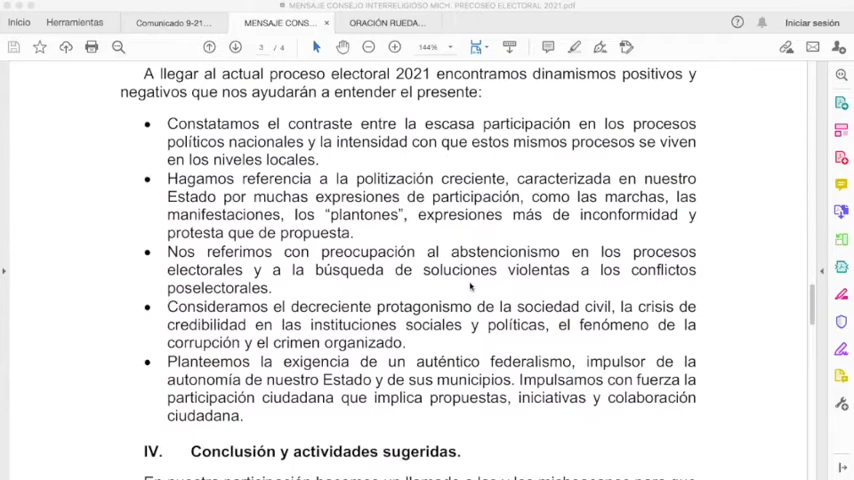 MENSAJE CONSEJO INTERRELIGIOSO MICH. PRECOSEO ELECTORAL 2021.pdf
Inicio Herramientas Comunicado 9-21... MENSAJE CONS... × ORACIÓN RUEDA... Iniciar sesión
3 / 4 144%
A llegar al actual proceso electoral 2021 encontramos dinamismos positivos y
negativos que nos ayudarán a entender el presente:
• Constatamos el contraste entre la escasa participación en los procesos
políticos nacionales y la intensidad con que estos mismos procesos se viven
en los niveles locales.
• Hagamos referencia a la politización creciente, caracterizada en nuestro
Estado por muchas expresiones de participación, como las marchas, las
manifestaciones, los “plantones”, expresiones más de inconformidad y
protesta que de propuesta.
• Nos referimos con preocupación al abstencionismo en los procesos
electorales y a la búsqueda de soluciones violentas a los conflictos
poselectorales.
• Consideramos el decreciente protagonismo de la sociedad civil, la crisis de
credibilidad en las instituciones sociales y políticas, el fenómeno de la
corrupción y el crimen organizado.
• Planteemos la exigencia de un auténtico federalismo, impulsor de la
autonomía de nuestro Estado y de sus municipios. Impulsamos con fuerza la
participación ciudadana que implica propuestas, iniciativas y colaboración
ciudadana.
IV. Conclusión y actividades sugeridas.